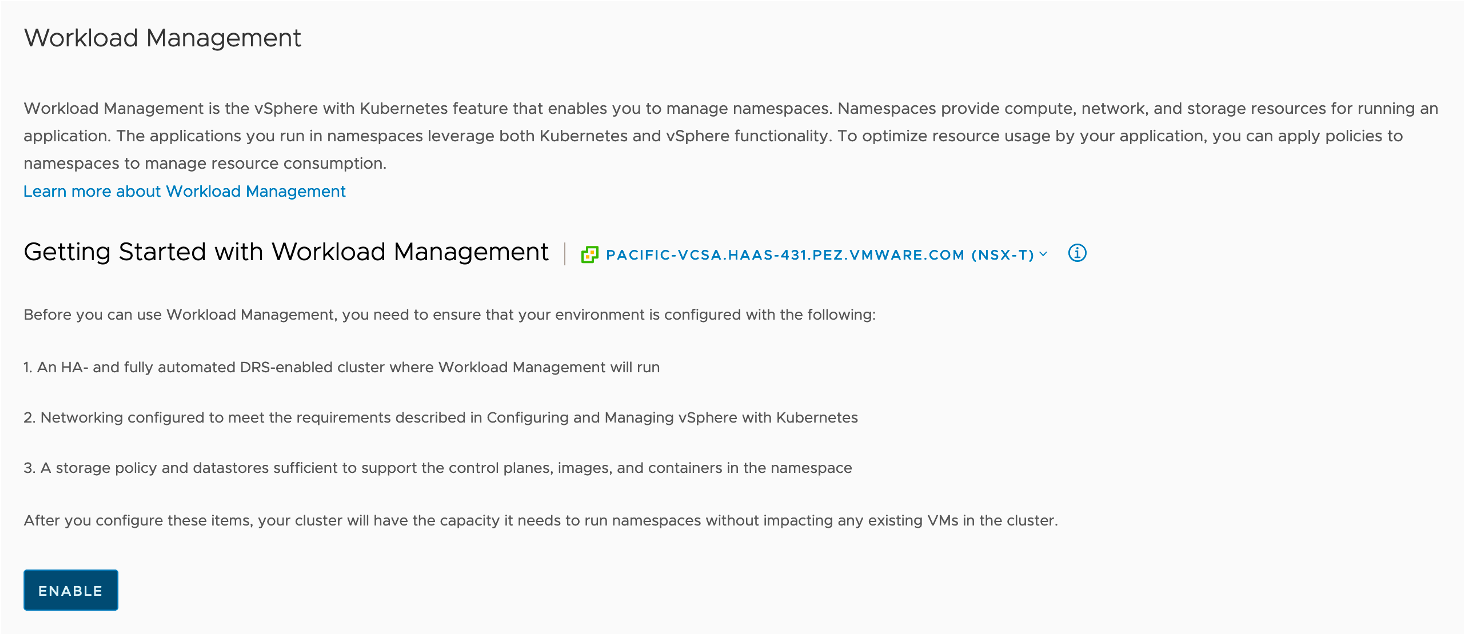 Workload Management
Workload Management is the vSphere with Kubernetes feature that enables you to manage namespaces. Namespaces provide compute, network, and storage resources for running an
application. The applications you run in namespaces leverage both Kubernetes and vSphere functionality. To optimize resource usage by your application, you can apply policies to
namespaces to manage resource consumption.
Learn more about Workload Management
Getting Started with Workload Management | PACIFIC-VCSA.HAAS-431.PEZ.VMWARE.COM (NSX-T)
Before you can use Workload Management, you need to ensure that your environment is configured with the following:
1. An HA- and fully automated DRS-enabled cluster where Workload Management will run
2. Networking configured to meet the requirements described in Configuring and Managing vSphere with Kubernetes
3. A storage policy and datastores sufficient to support the control planes, images, and containers in the namespace
After you configure these items, your cluster will have the capacity it needs to run namespaces without impacting any existing VMs in the cluster.
ENABLE